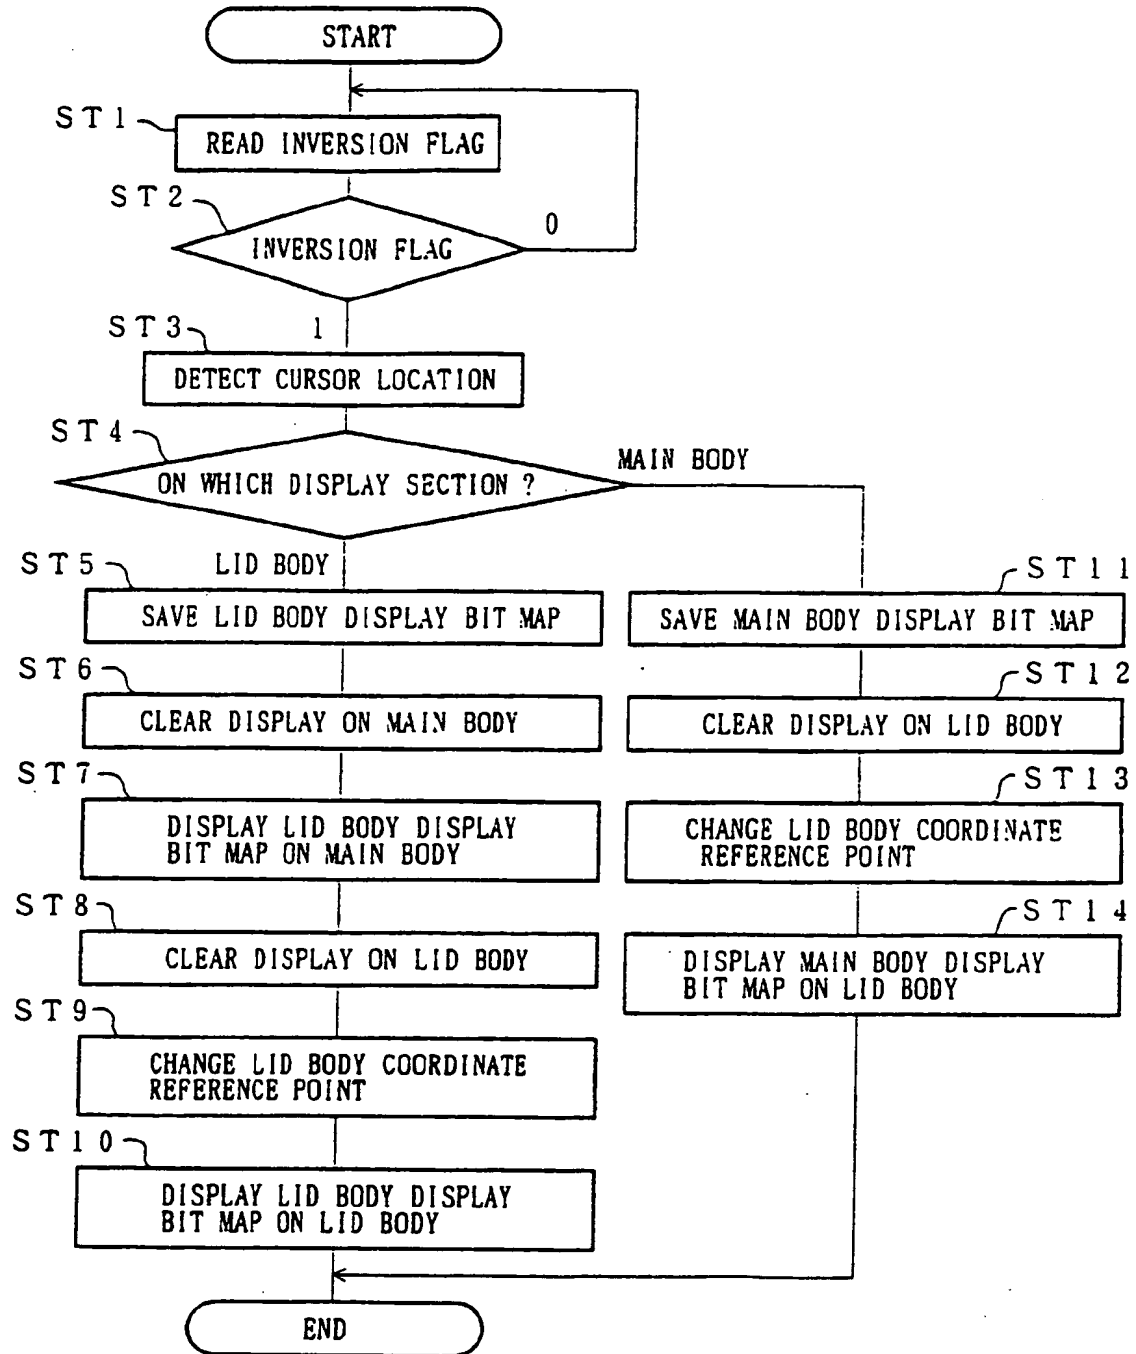 START
ST1
READ INVERSION FLAG
ST2
INVERSION FLAG
0
1
ST3
DETECT CURSOR LOCATION
ST4
ON WHICH DISPLAY SECTION ?
MAIN BODY
LID BODY
ST5
SAVE LID BODY DISPLAY BIT MAP
ST6
CLEAR DISPLAY ON MAIN BODY
ST7
DISPLAY LID BODY DISPLAY
BIT MAP ON MAIN BODY
ST8
CLEAR DISPLAY ON LID BODY
ST9
CHANGE LID BODY COORDINATE
REFERENCE POINT
ST10
DISPLAY LID BODY DISPLAY
BIT MAP ON LID BODY
ST11
SAVE MAIN BODY DISPLAY BIT MAP
ST12
CLEAR DISPLAY ON LID BODY
ST13
CHANGE LID BODY COORDINATE
REFERENCE POINT
ST14
DISPLAY MAIN BODY DISPLAY
BIT MAP ON LID BODY
END